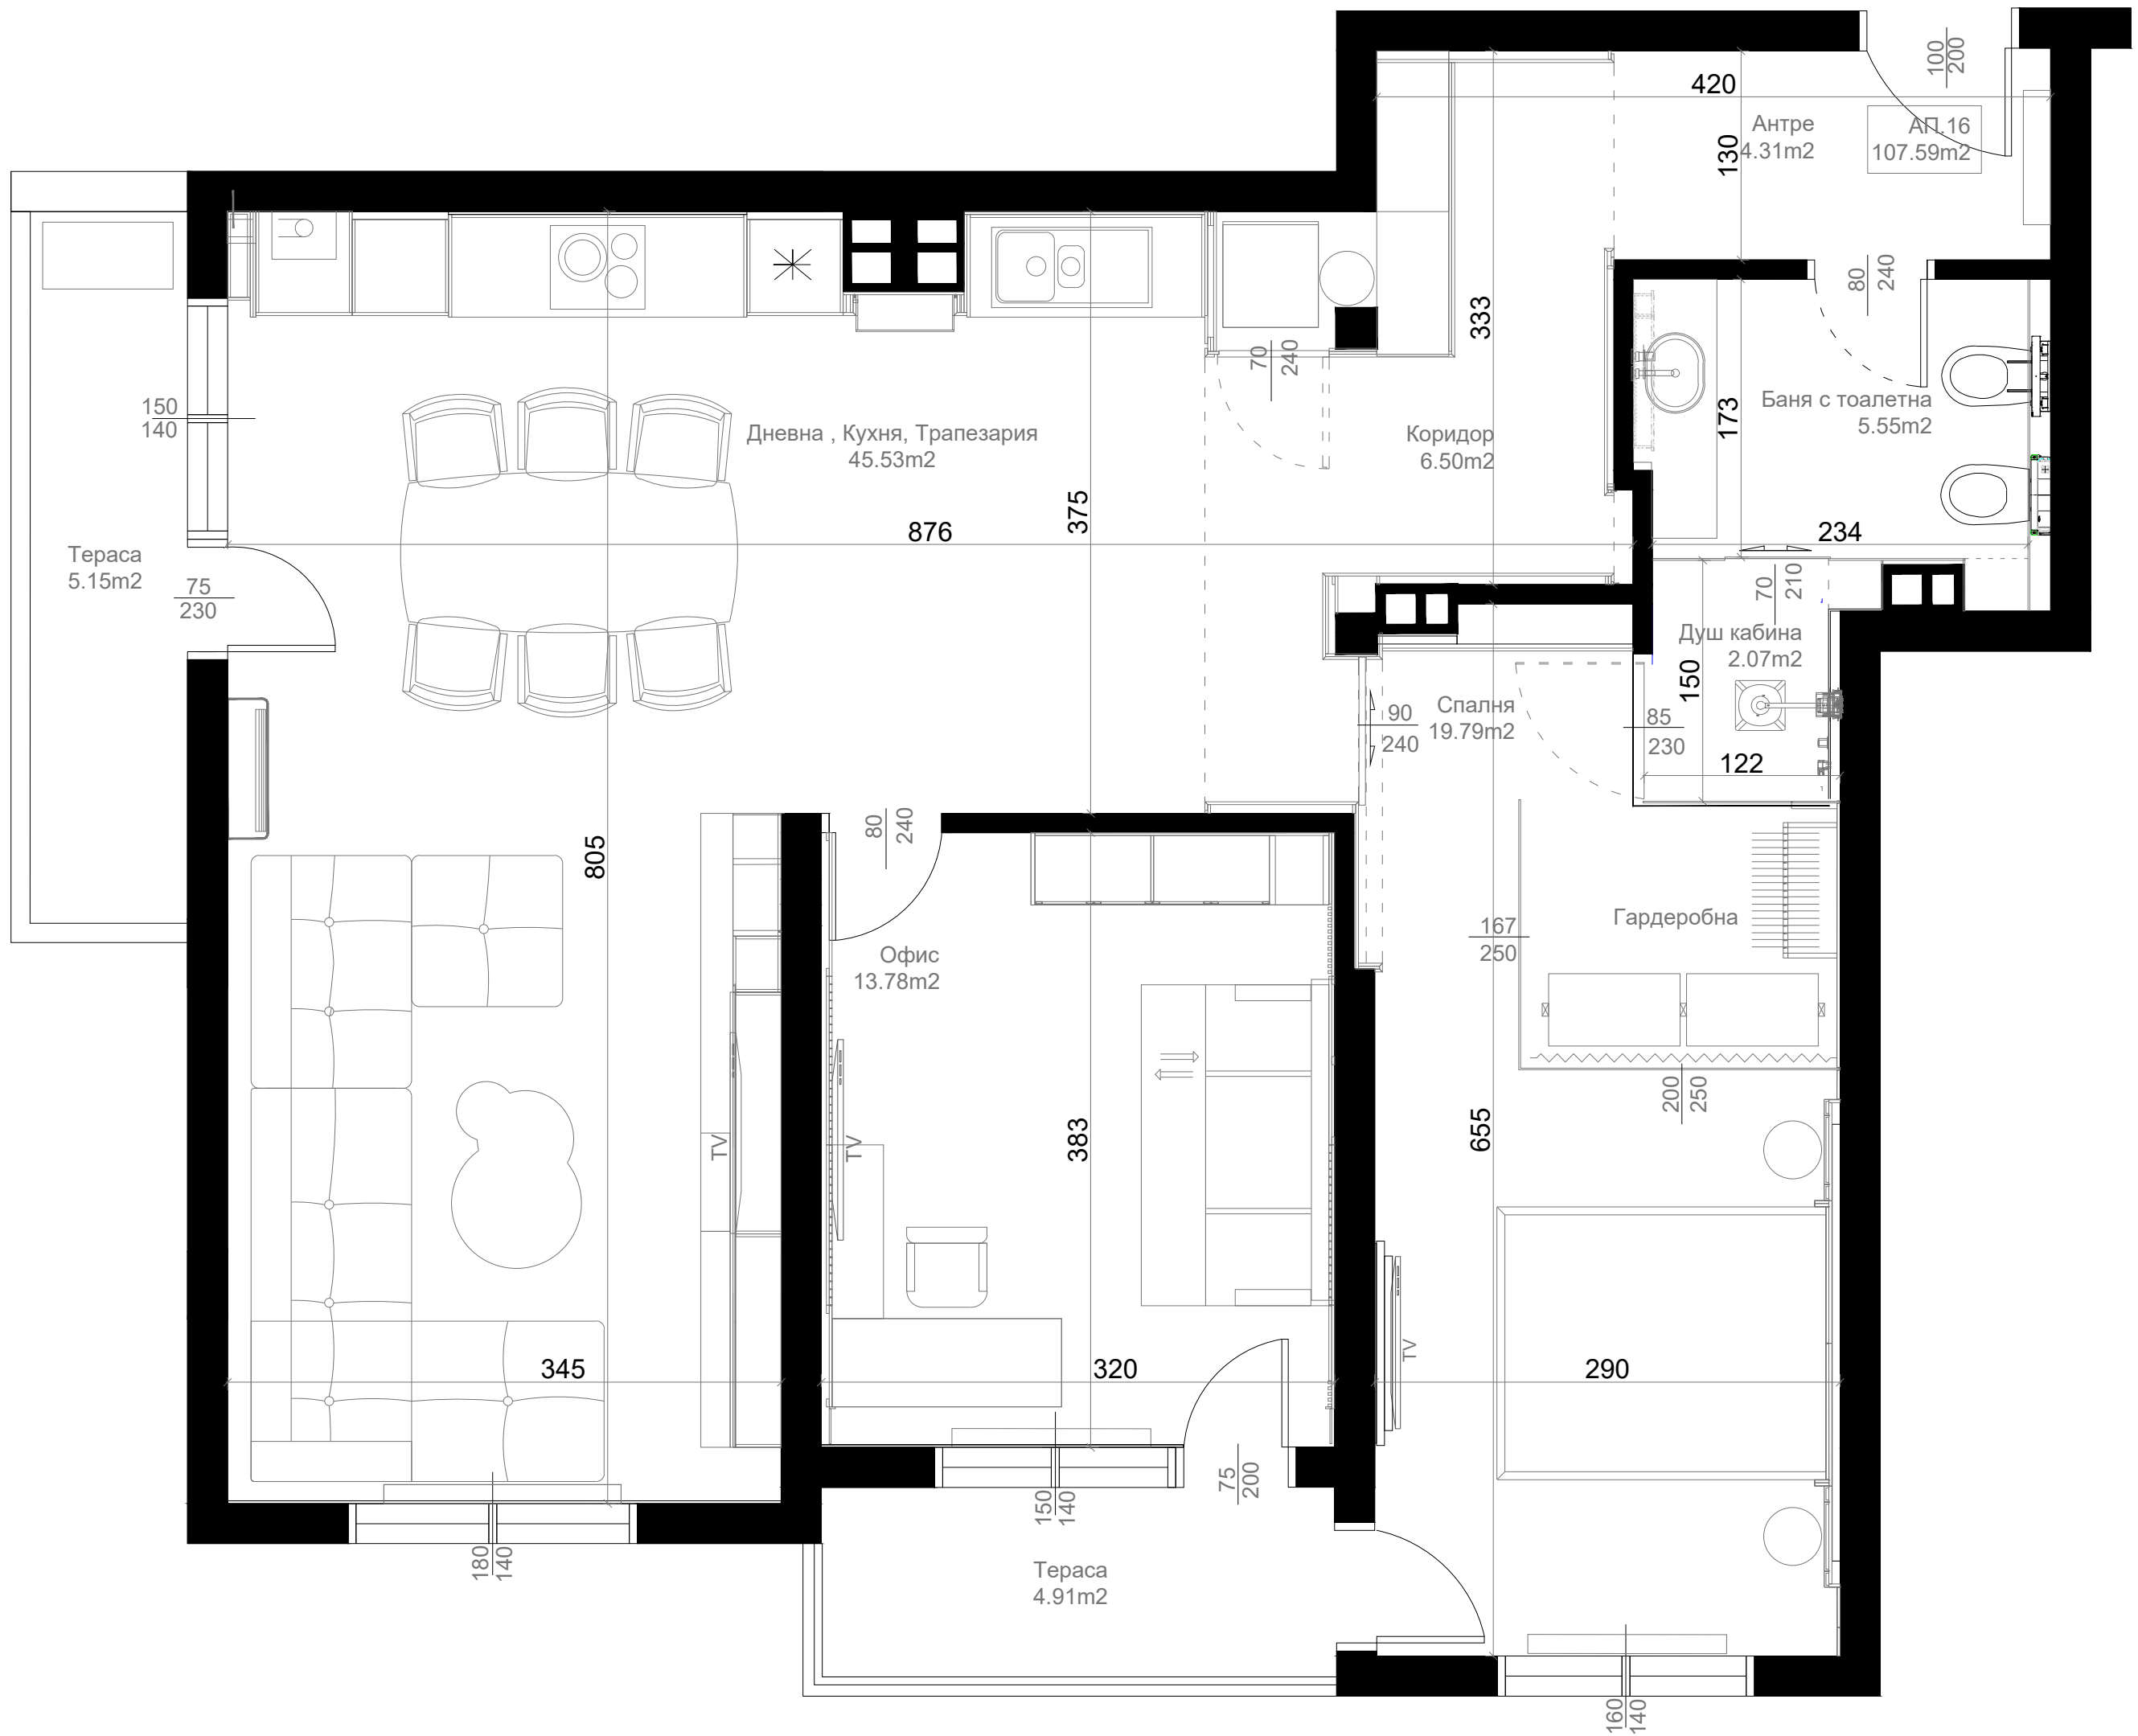 100
200
420
Антре
4.31m2
АП.16
107.59m2
130
80
240
333
70
240
173
Баня с тоалетна
5.55m2
150
140
Дневна , Кухня, Трапезария
45.53m2
Коридор
6.50m2
375
876
234
Тераса
5.15m2
75
230
70
210
Душ кабина
2.07m2
150
Спалня
19.79m2
90
240
85
230
122
80
240
805
Гардеробна
167
250
Офис
13.78m2
200
250
383
655
TV
TV
TV
345
320
290
75
200
150
140
180
140
Тераса
4.91m2
160
140